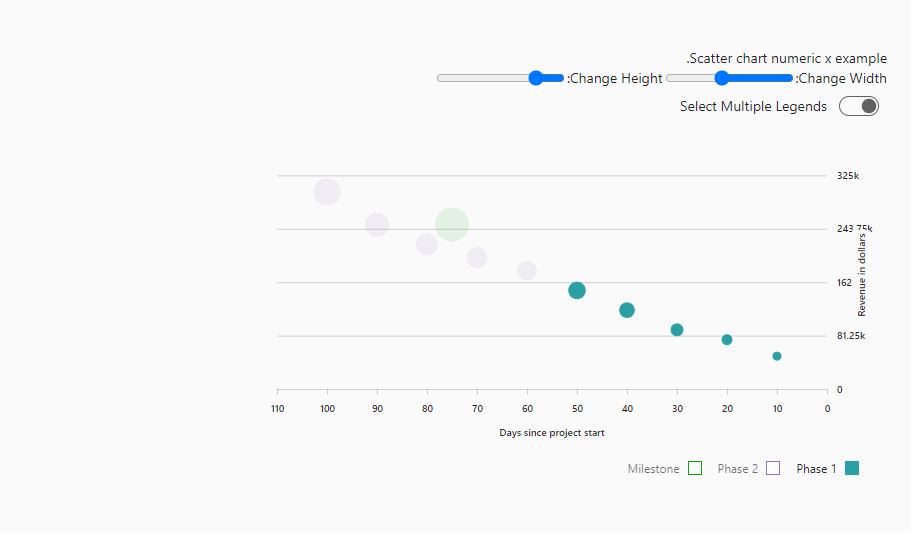 .Scatter chart numeric x example
:Change Width
:Change Height
Select Multiple Legends
325k
243.75k
162
81.25k
0
Revenue in dollars
110 100 90 80 70 60 50 40 30 20 10 0
Days since project start
Milestone Phase 2 Phase 1